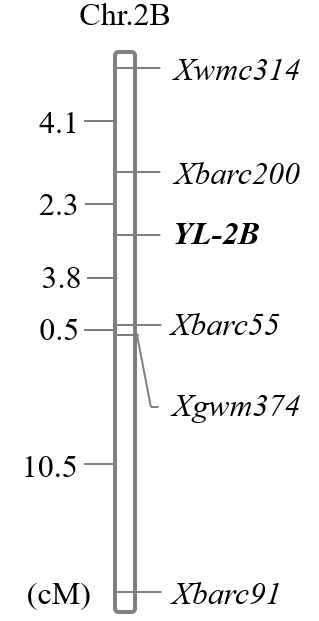 Chr.2B
Xwmc314
4.1
Xbarc200
2.3
YL-2B
3.8
0.5 Xbarc55
Xgwm374
10.5
(cM) Xbarc91